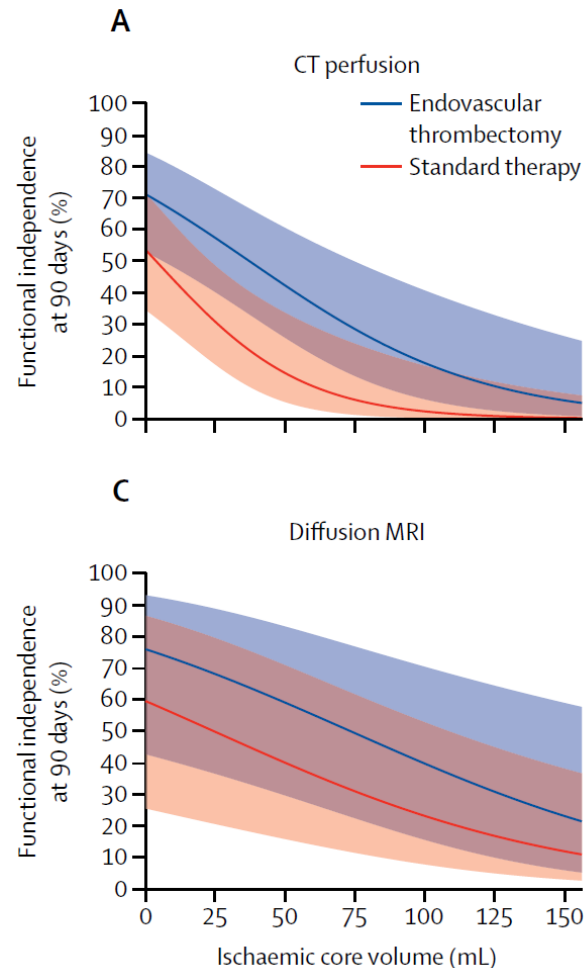 A
CT perfusion
Endovascular
thrombectomy
Standard therapy
Functional independence
at 90 days (%)
100
90
80
70
60
50
40
30
20
10
0
C
Diffusion MRI
Functional independence
at 90 days (%)
100
90
80
70
60
50
40
30
20
10
0
0 25 50 75 100 125 150
Ischaemic core volume (mL)